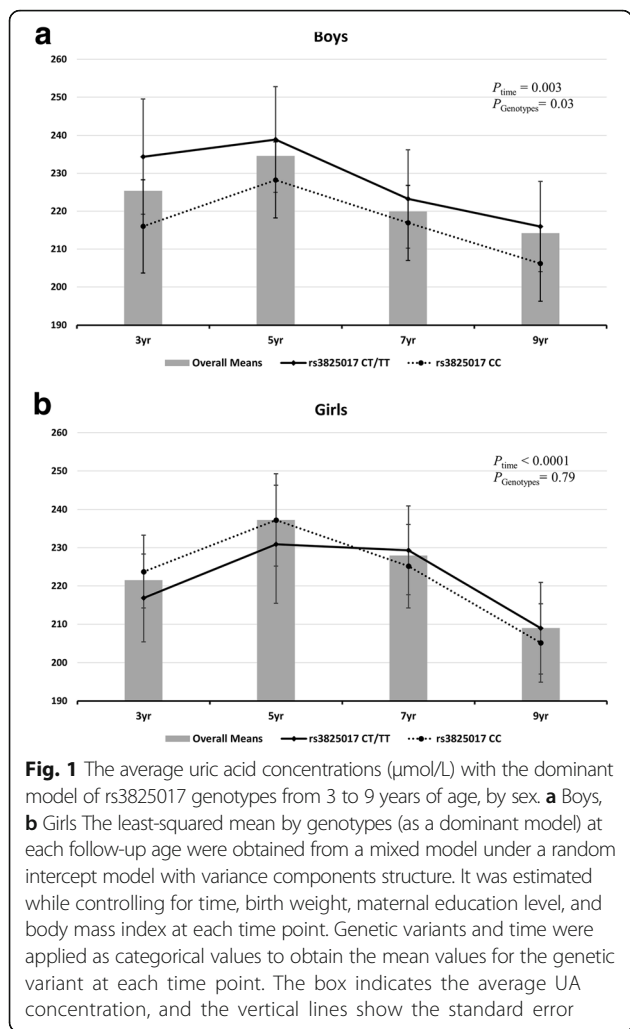 a
Boys
260
250
240
230
220
210
200
190
P time = 0.003
P Genotypes = 0.03
3yr 5yr 7yr 9yr
Overall Means rs3825017 CT/TT rs3825017 CC
b
Girls
260
250
240
230
220
210
200
190
P time < 0.0001
P Genotypes = 0.79
3yr 5yr 7yr 9yr
Overall Means rs3825017 CT/TT rs3825017 CC
Fig. 1 The average uric acid concentrations (μmol/L) with the dominant
model of rs3825017 genotypes from 3 to 9 years of age, by sex. a Boys,
b Girls The least-squared mean by genotypes (as a dominant model) at
each follow-up age were obtained from a mixed model under a random
intercept model with variance components structure. It was estimated
while controlling for time, birth weight, maternal education level, and
body mass index at each time point. Genetic variants and time were
applied as categorical values to obtain the mean values for the genetic
variant at each time point. The box indicates the average UA
concentration, and the vertical lines show the standard error